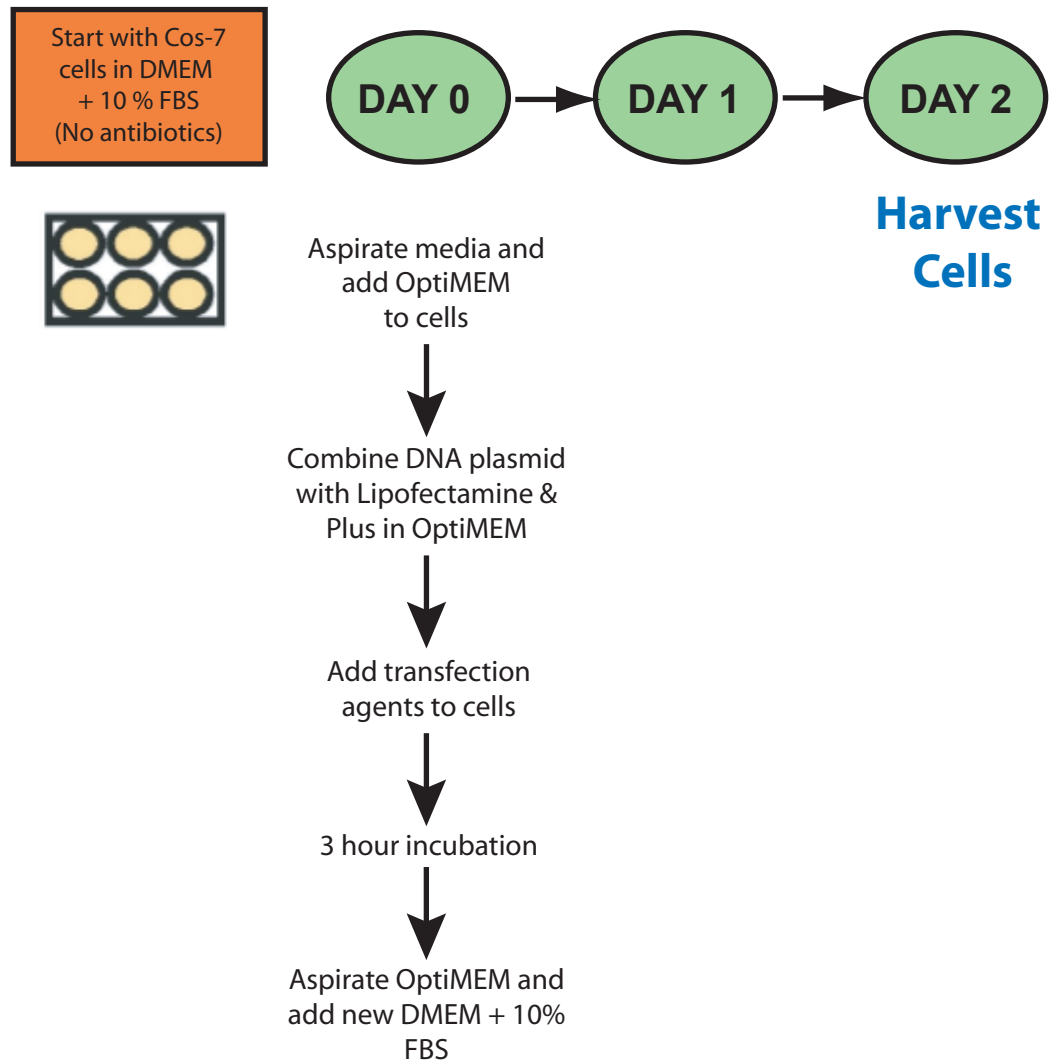 Start with Cos-7
cells in DMEM
+ 10 % FBS
(No antibiotics)
DAY 0
DAY 1
DAY 2
Harvest
Cells
Aspirate media and
add OptiMEM
to cells
Combine DNA plasmid
with Lipofectamine &
Plus in OptiMEM
Add transfection
agents to cells
3 hour incubation
Aspirate OptiMEM and
add new DMEM + 10%
FBS